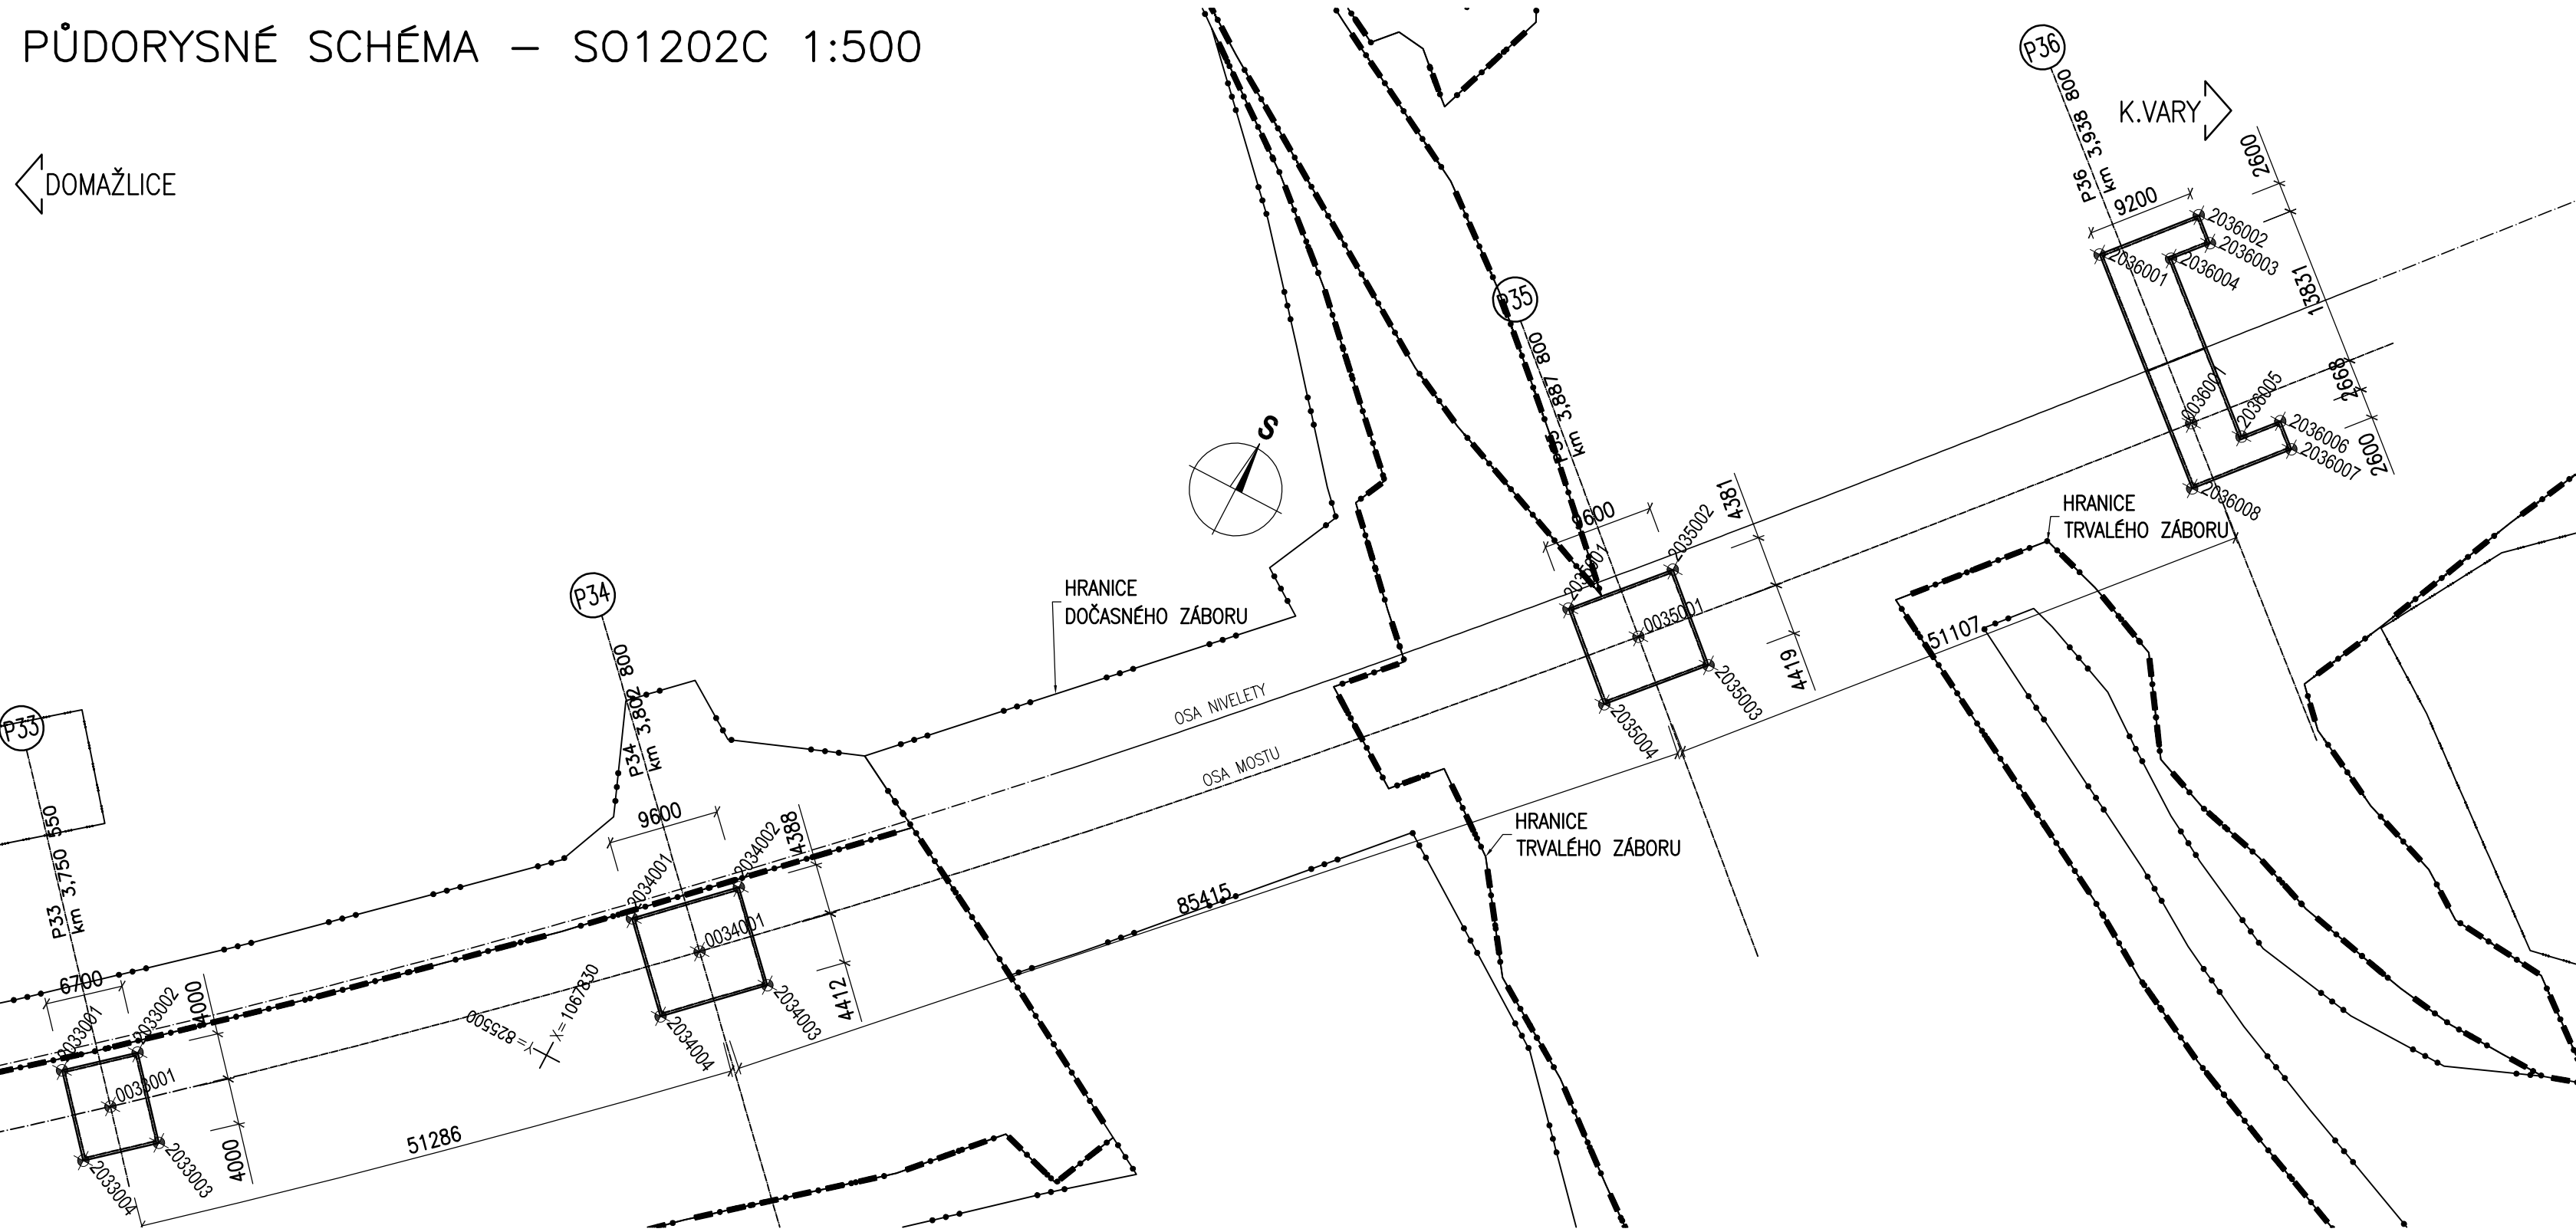 PŮDORYSNÉ SCHÉMA – SO1202C 1:500
DOMAŽLICE
K.VARY
P36
P36
km 3,938 800
9200
2600
13831
2668
2600
2036001
2036002
2036003
2036004
0036001
2036005
2036006
2036007
2036008
HRANICE
TRVALÉHO ZÁBORU
51107
S
P35
P35
km 3,887 800
9600
4381
4419
2035001
2035002
0035001
2035003
2035004
HRANICE
DOČASNÉHO ZÁBORU
OSA NIVELETY
OSA MOSTU
HRANICE
TRVALÉHO ZÁBORU
85415
P34
P34
km 3,802 800
9600
4388
4412
2034001
2034002
0034001
2034003
2034004
Y= 825500
X= 1067830
P33
P33
km 3,750 550
6700
4000
4000
2033001
2033002
0033001
2033003
2033004
51286